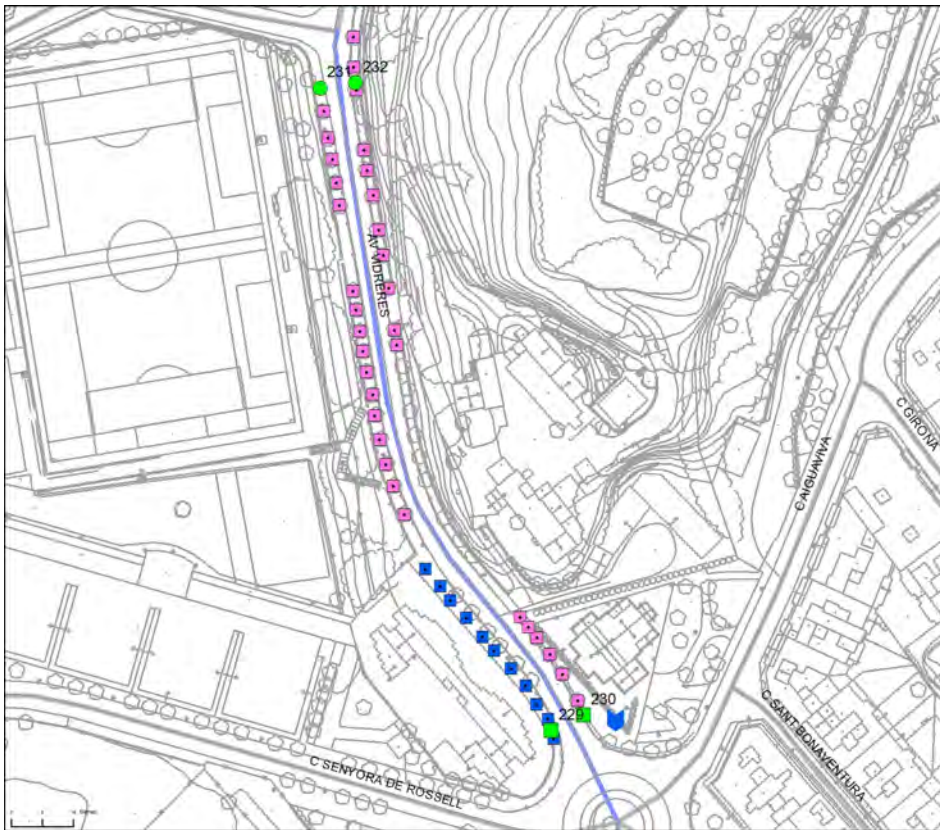 231
232
AV VIDRERES
C GIRONA
C AIGUAVIVA
230
229
C SANT BONAVENTURA
C SENYORA DE ROSSELL